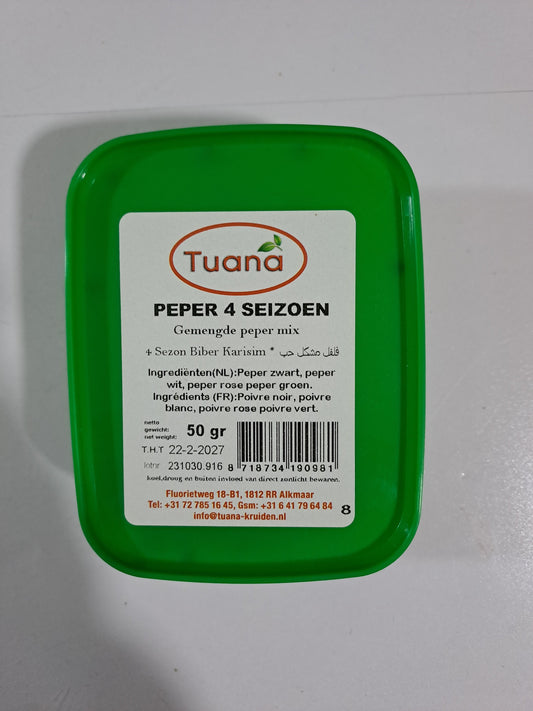 Tuana
PEPER 4 SEIZOEN
Gemengde peper mix
4 Sezon Biber Karisim * فلفل مشكل حب
Ingrediënten(NL):Peper zwart, peper
wit, peper rose peper groen.
Ingrédients (FR):Poivre noir, poivre
blanc, poivre rose poivre vert.
netto
gewicht:
net weight:
50 gr
T.H.T 22-2-2027
lotnr 231030.916
8 718734 190981
koel,droog en buiten invloed van direct zonlicht bewaren.
Fluorietweg 18-B1, 1812 RR Alkmaar
Tel: +31 72 785 16 45, Gsm: +31 6 41 79 64 84
info@tuana-kruiden.nl
8